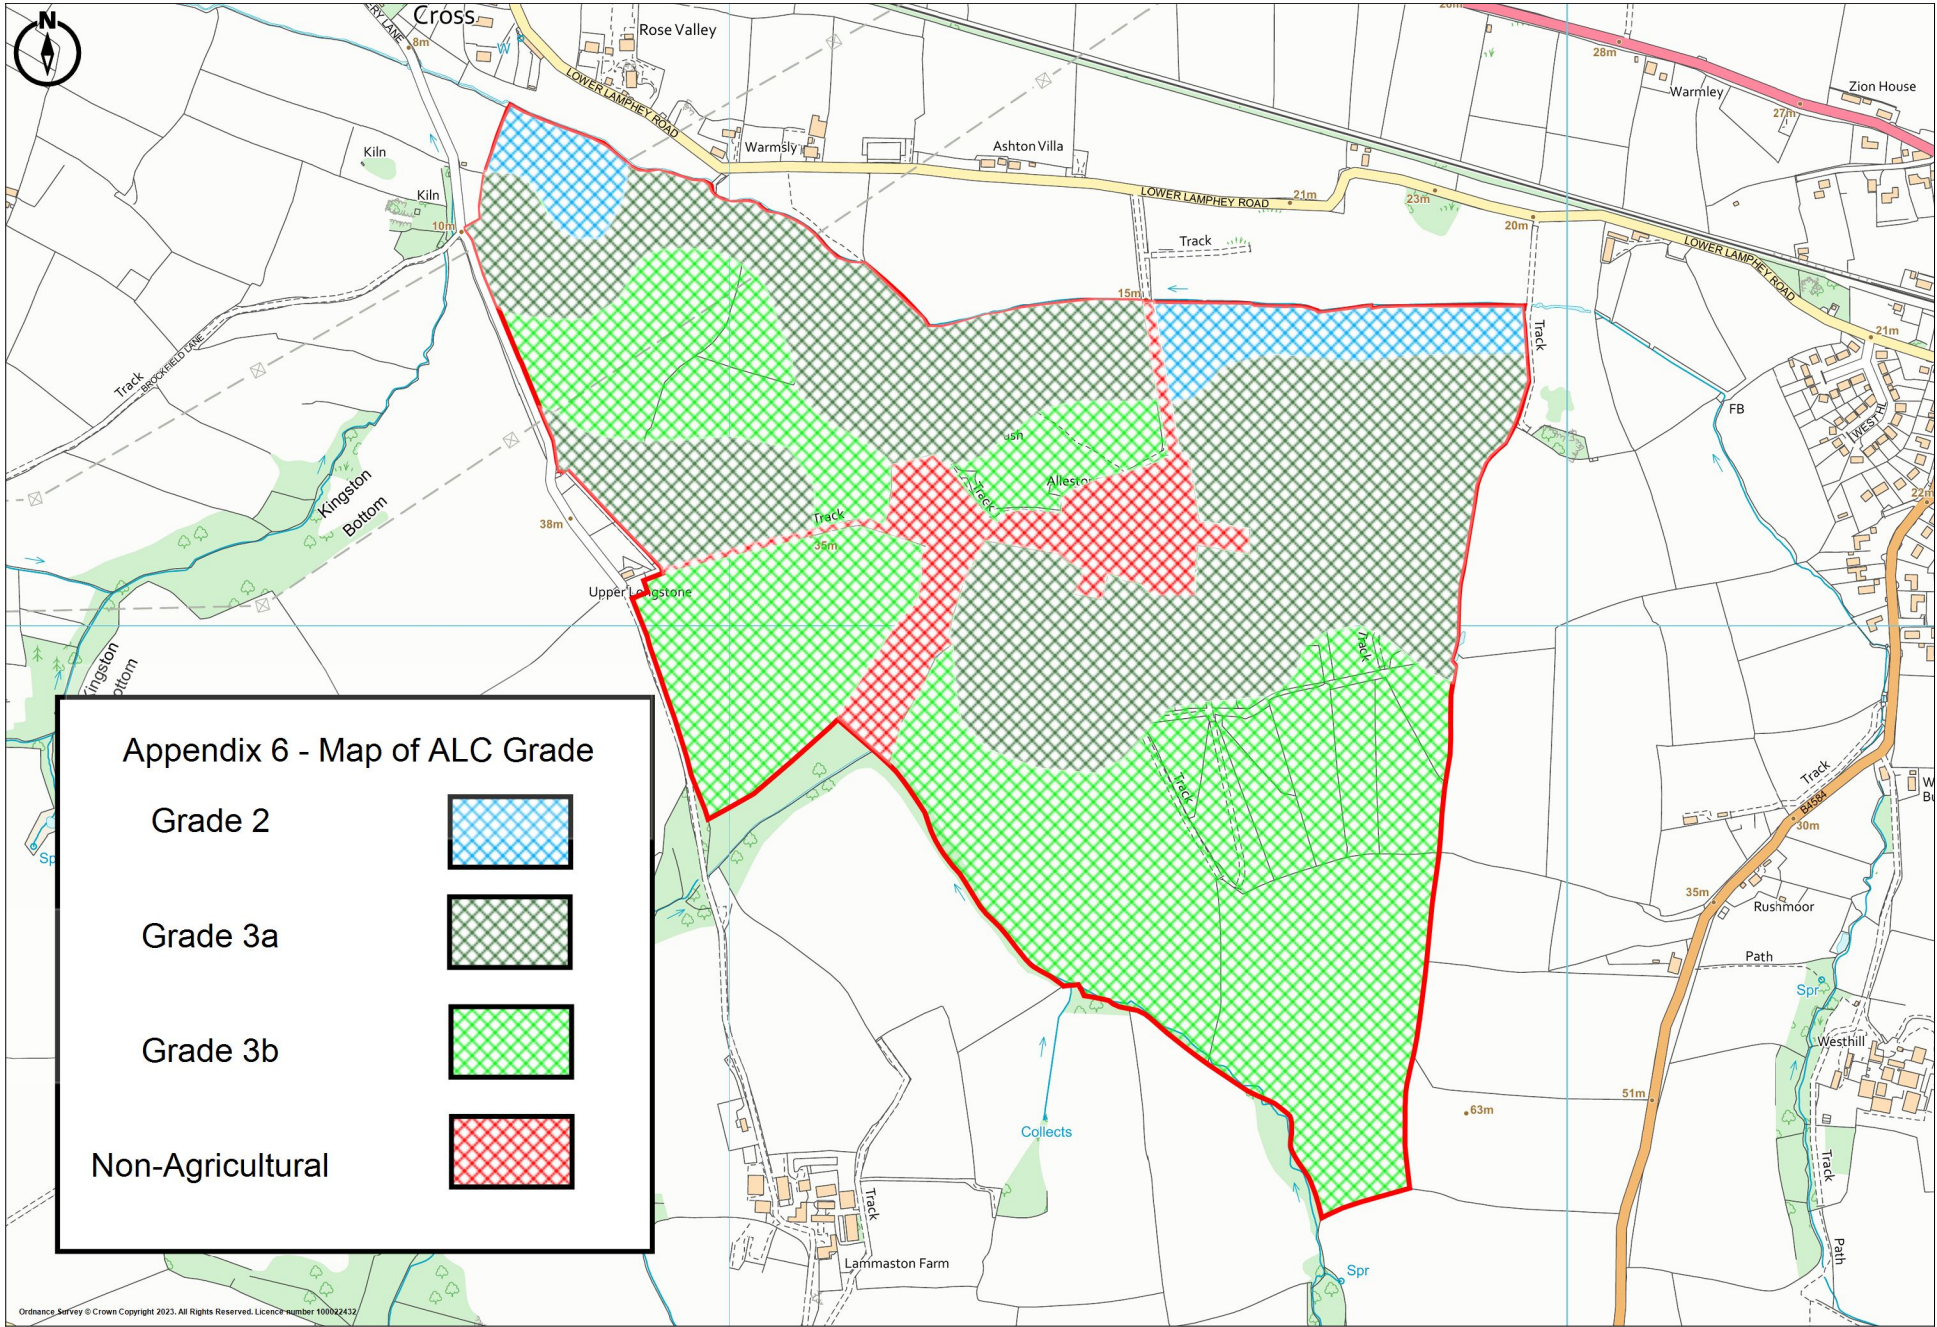 N
Cross
8m
W
Rose Valley
LOWER LAMPHEY ROAD
28m
Warmley
Zion House
27m
Kiln
Warmsly
Ashton Villa
Kiln
LOWER LAMPHEY ROAD
21m
23m
20m
10m
Track
LOWER LAMPHEY ROAD
15m
Track
21m
Track
BROCKFIELD LANE
FB
WEST HL
Kingston
Bottom
Track
Track
38m
35m
22m
Upper Longstone
Track
Track
Track
B4584
30m
35m
Rushmoor
Path
Spr
Westhill
51m
63m
Collects
Track
Track
Path
Lammaston Farm
Spr
Appendix 6 - Map of ALC Grade
Grade 2
Grade 3a
Grade 3b
Non-Agricultural
Ordnance Survey © Crown Copyright 2023. All Rights Reserved. Licence number 100022432